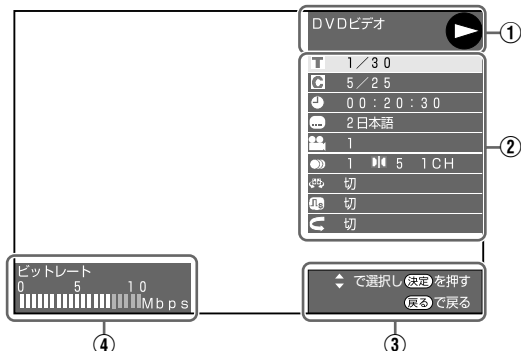 DVDビデオ
①
T 1／30
C 5／25
00：20：30
2日本語
②
1
1 5 1CH
切
切
切
ビットレート
0 5 10
Mbps
で選択し 決定 を押す
戻る で戻る
④
③